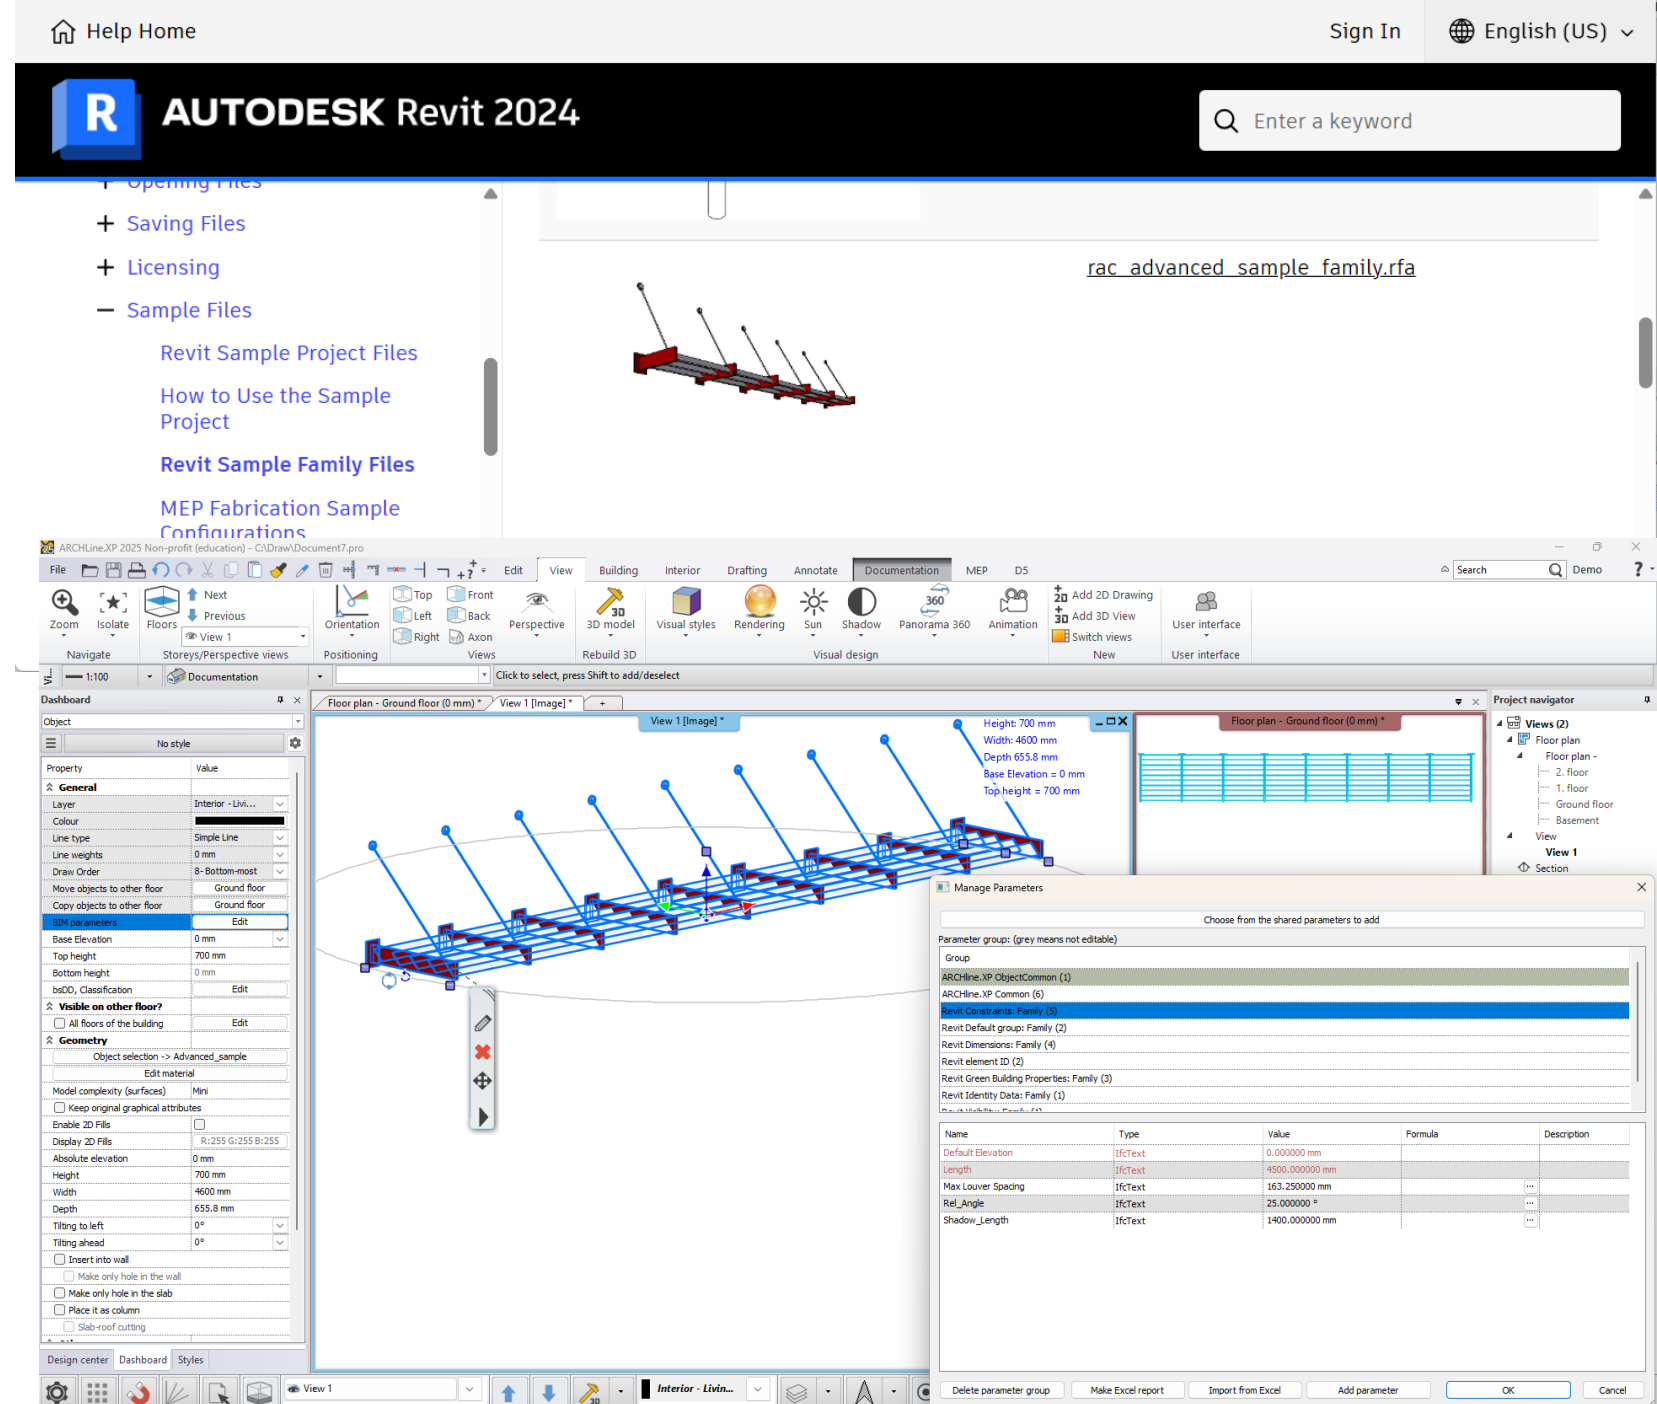 Help Home
Sign In
English (US)
R AUTODESK Revit 2024
Enter a keyword
Opening Files
Saving Files
Licensing
Sample Files
Revit Sample Project Files
How to Use the Sample
Project
Revit Sample Family Files
MEP Fabrication Sample
Configurations
rac_advanced_sample_family.rfa
ARCHLine.XP 2025 Non-profit (education) - C:\Draw\Document7.pro
File Edit View Building Interior Drafting Annotate Documentation MEP D5
Search
Demo
Zoom
Isolate
Floors
Next
Previous
View 1
Orientation
Top
Left
Right
Front
Back
Axon
Perspective
3D
3D model
Visual styles
Rendering
Sun
Shadow
360
Panorama 360
Animation
2D Add 2D Drawing
3D Add 3D View
Switch views
User interface
Navigate
Storeys/Perspective views
Positioning
Views
Rebuild 3D
Visual design
New
User interface
Vi...
1:100
Documentation
Click to select, press Shift to add/deselect
Dashboard
Object
No style
Property Value
General
Layer Interior - Livi...
Colour
Line type Simple Line
Line weights 0 mm
Draw Order 8- Bottom-most
Move objects to other floor Ground floor
Copy objects to other floor Ground floor
BIM parameters Edit
Base Elevation 0 mm
Top height 700 mm
Bottom height 0 mm
bsDD, Classification Edit
Visible on other floor?
All floors of the building Edit
Geometry
Object selection -> Advanced_sample
Edit material
Model complexity (surfaces) Mini
Keep original graphical attributes
Enable 2D Fills
Display 2D Fills R:255 G:255 B:255
Absolute elevation 0 mm
Height 700 mm
Width 4600 mm
Depth 655.8 mm
Tilting to left 0°
Tilting ahead 0°
Insert into wall
Make only hole in the wall
Make only hole in the slab
Place it as column
Slab-roof cutting
Design center Dashboard Styles
View 1
3D
Interior - Livin...
Floor plan - Ground floor (0 mm) *
View 1 [Image] *
+
View 1 [Image] *
Height: 700 mm
Width: 4600 mm
Depth 655.8 mm
Base Elevation = 0 mm
Top height = 700 mm
Floor plan - Ground floor (0 mm) *
Project navigator
Views (2)
Floor plan
Floor plan -
2. floor
1. floor
Ground floor
Basement
View
View 1
Section
Manage Parameters
Choose from the shared parameters to add
Parameter group: (grey means not editable)
Group
ARCHline.XP ObjectCommon (1)
ARCHline.XP Common (6)
Revit Constraints: Family (5)
Revit Default group: Family (2)
Revit Dimensions: Family (4)
Revit element ID (2)
Revit Green Building Properties: Family (3)
Revit Identity Data: Family (1)
Revit Visibility: Family (1)
Name Type Value Formula Description
Default Elevation IfcText 0.000000 mm
Length IfcText 4500.000000 mm
Max Louver Spacing IfcText 163.250000 mm ...
Rel_Angle IfcText 25.000000 ° ...
Shadow_Length IfcText 1400.000000 mm ...
Delete parameter group
Make Excel report
Import from Excel
Add parameter
OK
Cancel